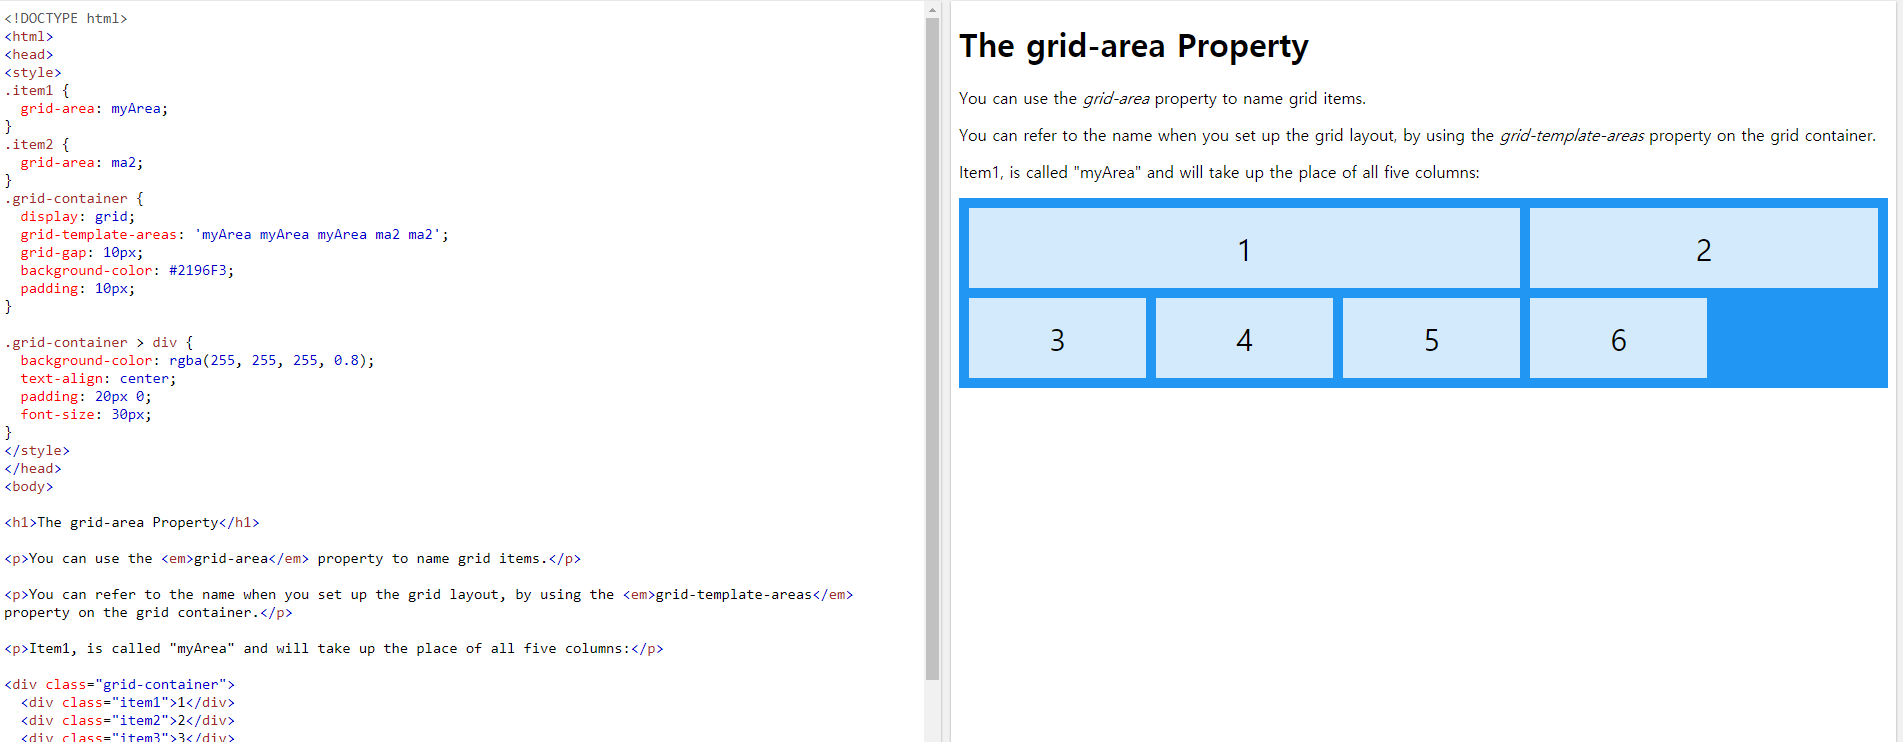 <!DOCTYPE html>
<html>
<head>
<style>
.item1 {
  grid-area: myArea;
}
.item2 {
  grid-area: ma2;
}
.grid-container {
  display: grid;
  grid-template-areas: 'myArea myArea myArea ma2 ma2';
  grid-gap: 10px;
  background-color: #2196F3;
  padding: 10px;
}

.grid-container > div {
  background-color: rgba(255, 255, 255, 0.8);
  text-align: center;
  padding: 20px 0;
  font-size: 30px;
}
</style>
</head>
<body>

<h1>The grid-area Property</h1>

<p>You can use the <em>grid-area</em> property to name grid items.</p>

<p>You can refer to the name when you set up the grid layout, by using the <em>grid-template-areas</em>
property on the grid container.</p>

<p>Item1, is called "myArea" and will take up the place of all five columns:</p>

<div class="grid-container">
  <div class="item1">1</div>
  <div class="item2">2</div>
  <div class="item3">3</div>
The grid-area Property
You can use the grid-area property to name grid items.
You can refer to the name when you set up the grid layout, by using the grid-template-areas property on the grid container.
Item1, is called "myArea" and will take up the place of all five columns:
1 2
3 4 5 6